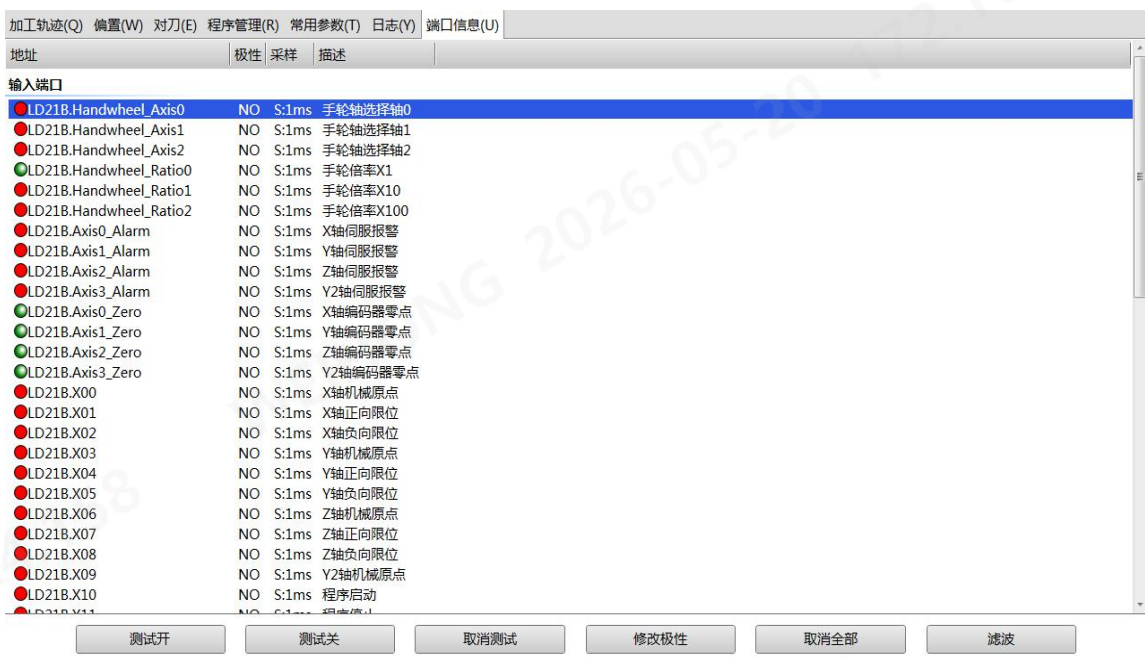 加工轨迹(Q) 偏置(W) 对刀(E) 程序管理(R) 常用参数(T) 日志(Y) 端口信息(U)
地址 极性 采样 描述
输入端口
LD21B.Handwheel_Axis0 NO S:1ms 手轮轴选择轴0
LD21B.Handwheel_Axis1 NO S:1ms 手轮轴选择轴1
LD21B.Handwheel_Axis2 NO S:1ms 手轮轴选择轴2
LD21B.Handwheel_Ratio0 NO S:1ms 手轮倍率X1
LD21B.Handwheel_Ratio1 NO S:1ms 手轮倍率X10
LD21B.Handwheel_Ratio2 NO S:1ms 手轮倍率X100
LD21B.Axis0_Alarm NO S:1ms X轴伺服报警
LD21B.Axis1_Alarm NO S:1ms Y轴伺服报警
LD21B.Axis2_Alarm NO S:1ms Z轴伺服报警
LD21B.Axis3_Alarm NO S:1ms Y2轴伺服报警
LD21B.Axis0_Zero NO S:1ms X轴编码器零点
LD21B.Axis1_Zero NO S:1ms Y轴编码器零点
LD21B.Axis2_Zero NO S:1ms Z轴编码器零点
LD21B.Axis3_Zero NO S:1ms Y2轴编码器零点
LD21B.X00 NO S:1ms X轴机械原点
LD21B.X01 NO S:1ms X轴正向限位
LD21B.X02 NO S:1ms X轴负向限位
LD21B.X03 NO S:1ms Y轴机械原点
LD21B.X04 NO S:1ms Y轴正向限位
LD21B.X05 NO S:1ms Y轴负向限位
LD21B.X06 NO S:1ms Z轴机械原点
LD21B.X07 NO S:1ms Z轴正向限位
LD21B.X08 NO S:1ms Z轴负向限位
LD21B.X09 NO S:1ms Y2轴机械原点
LD21B.X10 NO S:1ms 程序启动
LD21B.X11 NO S:1ms 程序停止
测试开 测试关 取消测试 修改极性 取消全部 滤波
2026-05-20 172.10